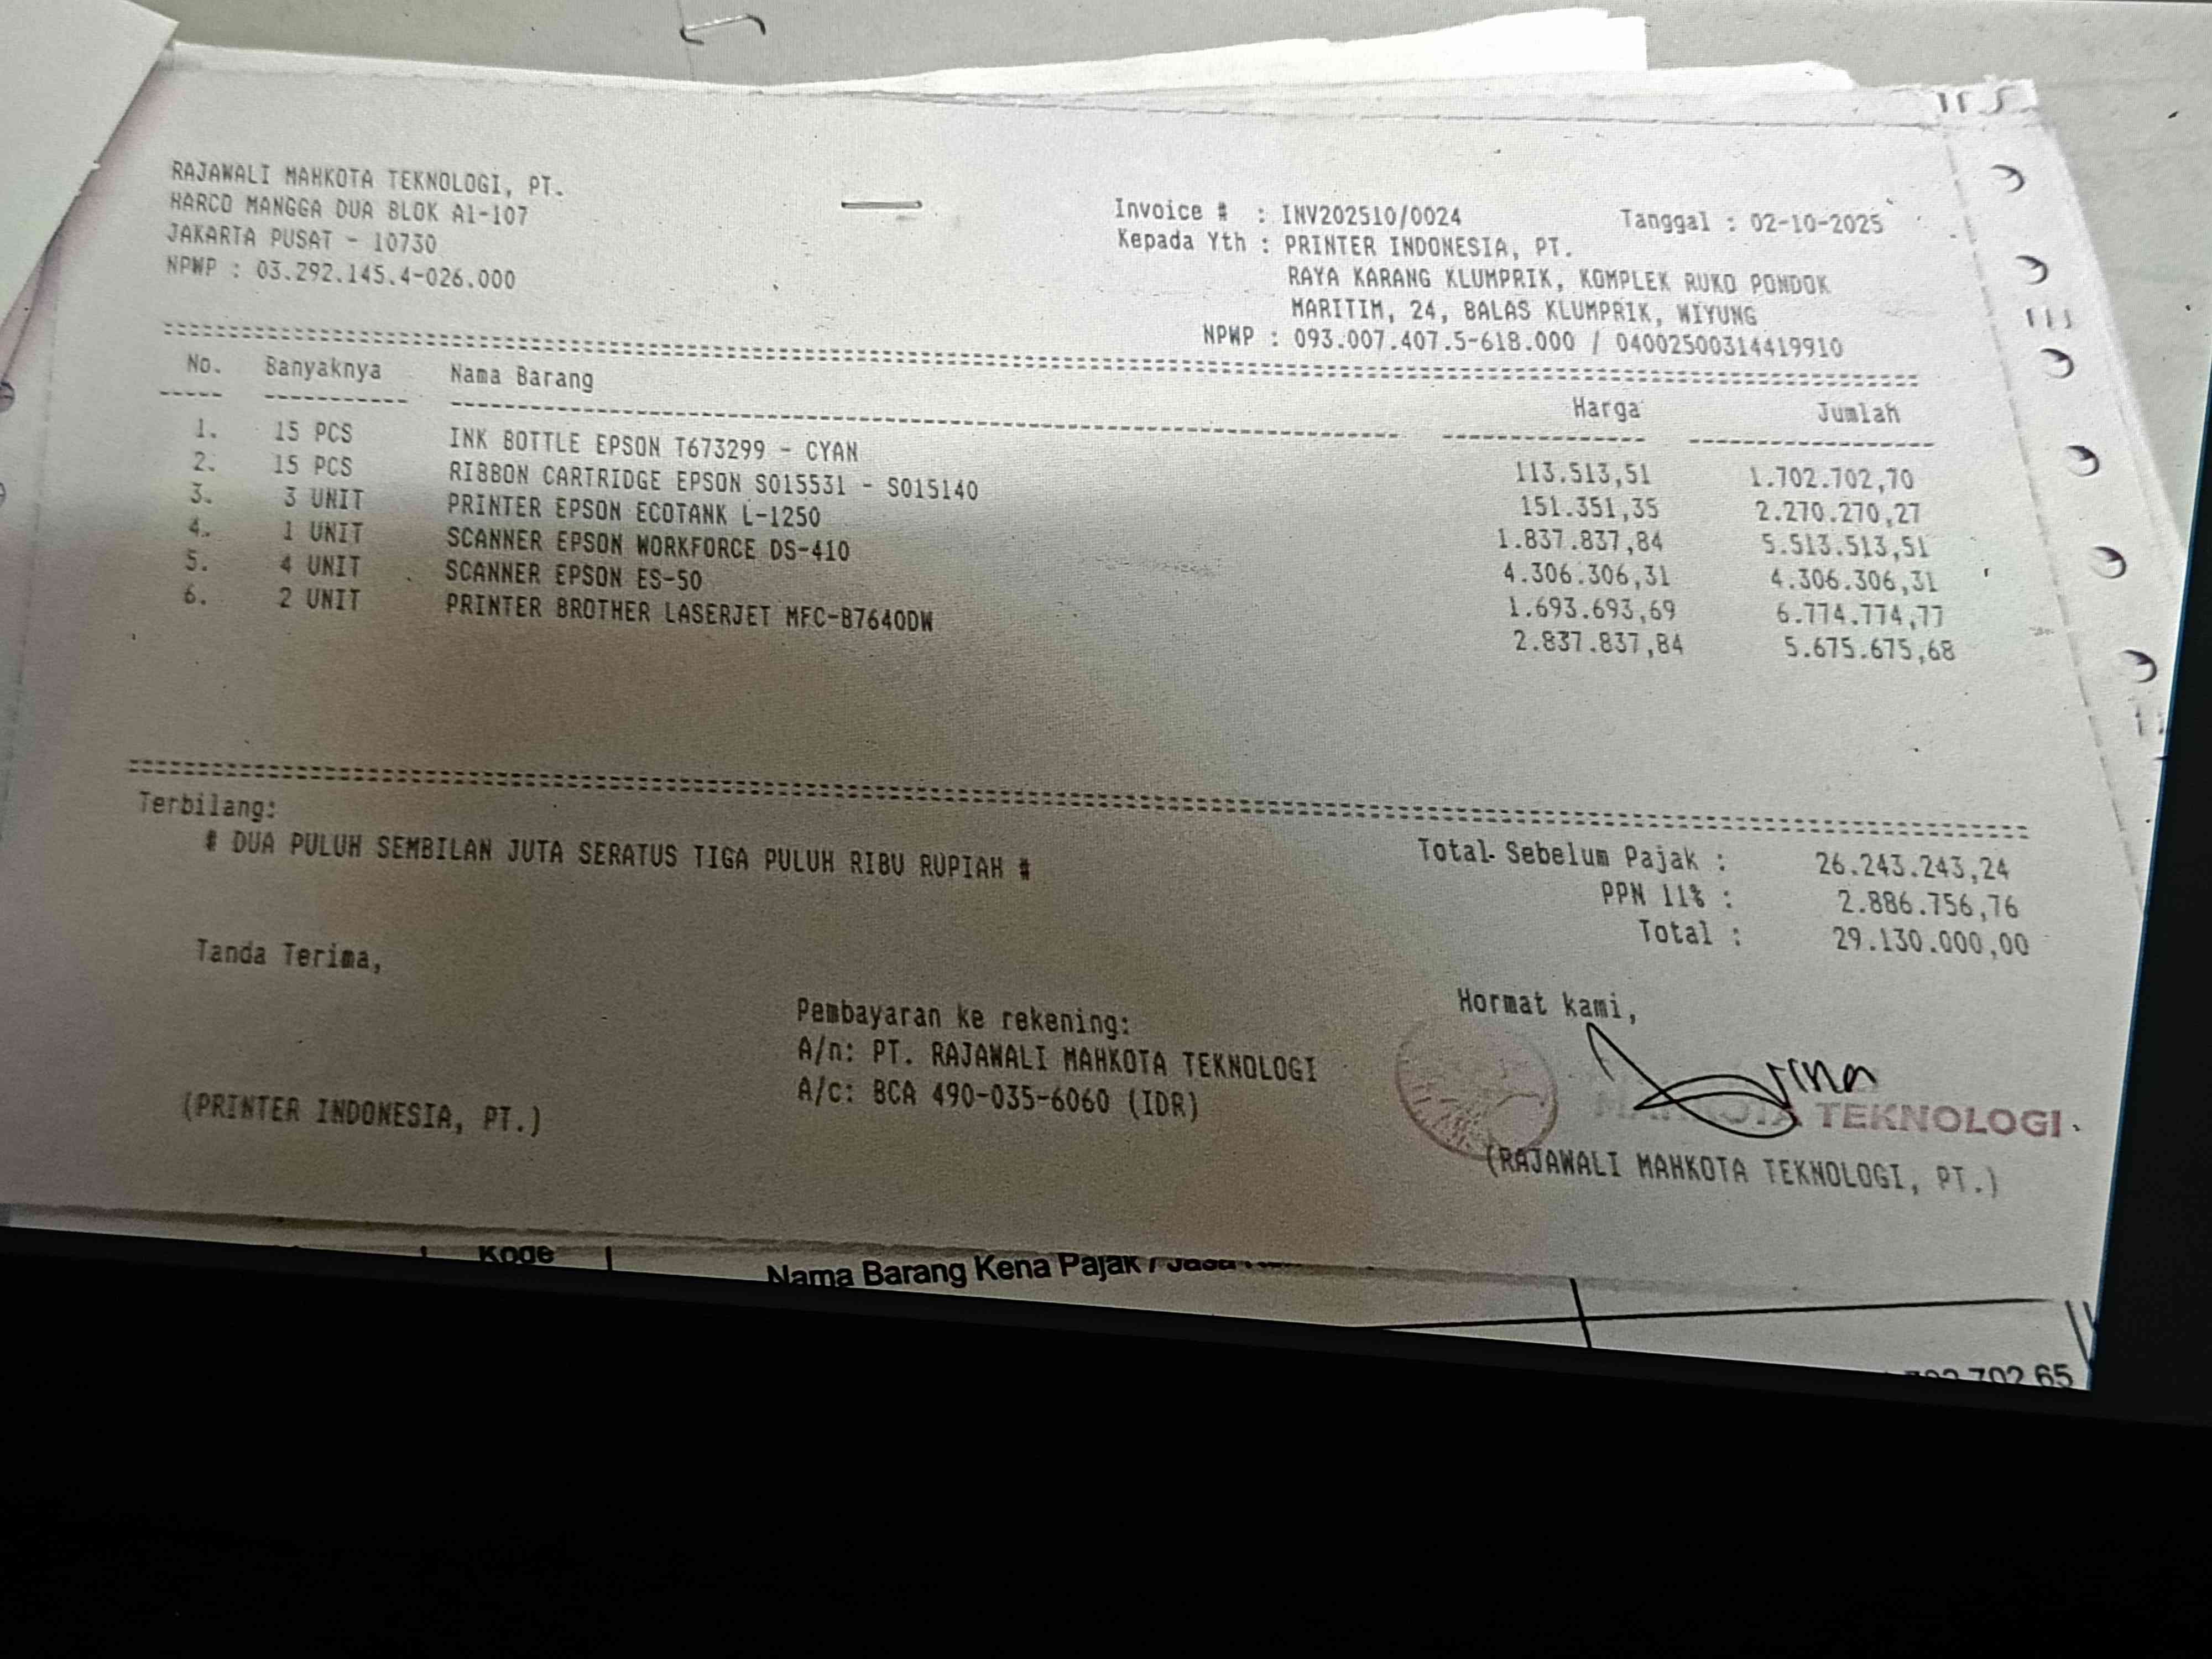 RAJAWALI MAHKOTA TEKNOLOGI, PT.
HARCO MANGGA DUA BLOK A1-107
JAKARTA PUSAT - 10730
NPWP : 03.292.145.4-026.000
Invoice # : INV202510/0024 Tanggal : 02-10-2025
Kepada Yth : PRINTER INDONESIA, PT.
RAYA KARANG KLUMPRIK, KOMPLEK RUKO PONDOK
MARITIM, 24, BALAS KLUMPRIK, WIYUNG
NPWP : 093.007.407.5-618.000 / 04002500314419910
No. Banyaknya Nama Barang Harga Jumlah
1. 15 PCS INK BOTTLE EPSON T673299 - CYAN 113.513,51 1.702.702,70
2. 15 PCS RIBBON CARTRIDGE EPSON S015531 - S015140 151.351,35 2.270.270,27
3. 3 UNIT PRINTER EPSON ECOTANK L-1250 1.837.837,84 5.513.513,51
4. 1 UNIT SCANNER EPSON WORKFORCE DS-410 4.306.306,31 4.306.306,31
5. 4 UNIT SCANNER EPSON ES-50 1.693.693,69 6.774.774,77
6. 2 UNIT PRINTER BROTHER LASERJET MFC-B7640DW 2.837.837,84 5.675.675,68
Terbilang:
# DUA PULUH SEMBILAN JUTA SERATUS TIGA PULUH RIBU RUPIAH #
Total Sebelum Pajak : 26.243.243,24
PPN 11% : 2.886.756,76
Total : 29.130.000,00
Tanda Terima,
(PRINTER INDONESIA, PT.)
Pembayaran ke rekening:
A/n: PT. RAJAWALI MAHKOTA TEKNOLOGI
A/c: BCA 490-035-6060 (IDR)
Hormat kami,
TEKNOLOGI
(RAJAWALI MAHKOTA TEKNOLOGI, PT.)
Kode
Nama Barang Kena Pajak / Jasa
702.65